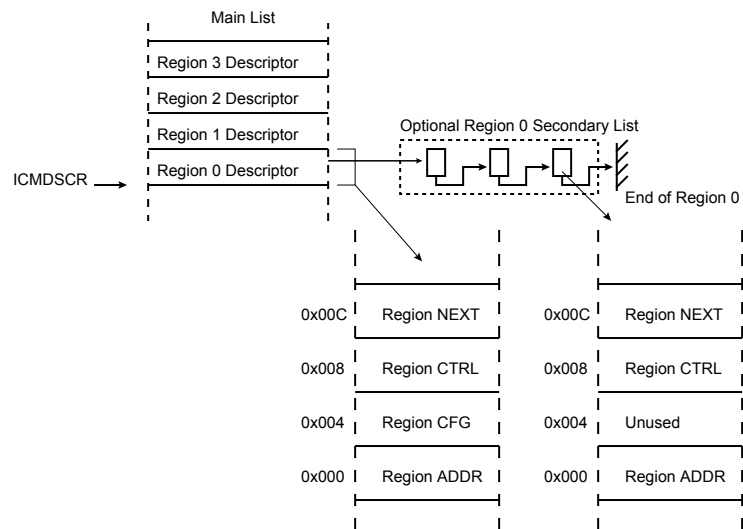 Main List
Region 3 Descriptor
Region 2 Descriptor
Region 1 Descriptor
Region 0 Descriptor
ICMDSCR
Optional Region 0 Secondary List
End of Region 0
0x00C Region NEXT
0x008 Region CTRL
0x004 Region CFG
0x000 Region ADDR
0x00C Region NEXT
0x008 Region CTRL
0x004 Unused
0x000 Region ADDR